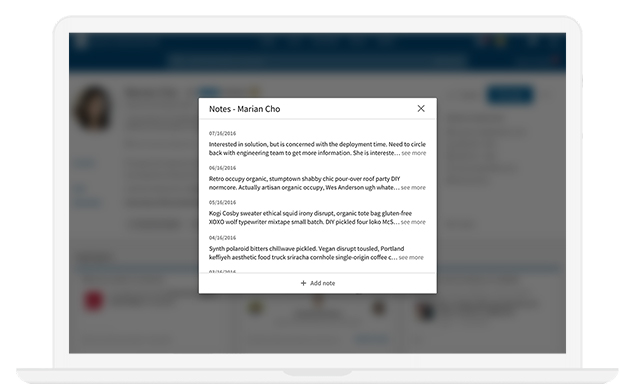 Notes - Marian Cho
07/16/2016
Interested in solution, but is concerned with the deployment time. Need to circle
back with engineering team to get more information. She is intereste... see more
06/16/2016
Retro occupy organic, stumptown shabby chic pour-over roof party DIY
normcore. Actually artisan organic occupy, Wes Anderson ugh whate... see more
05/16/2016
Kogi Cosby sweater ethical squid irony disrupt, organic tote bag gluten-free
XOXO wolf typewriter mixtape small batch. DIY pickled four loko McS... see more
04/16/2016
Synth polaroid bitters chillwave pickled. Vegan disrupt tousled, Portland
keffiyeh aesthetic food truck sriracha cornhole single-origin coffee c... see more
+ Add note